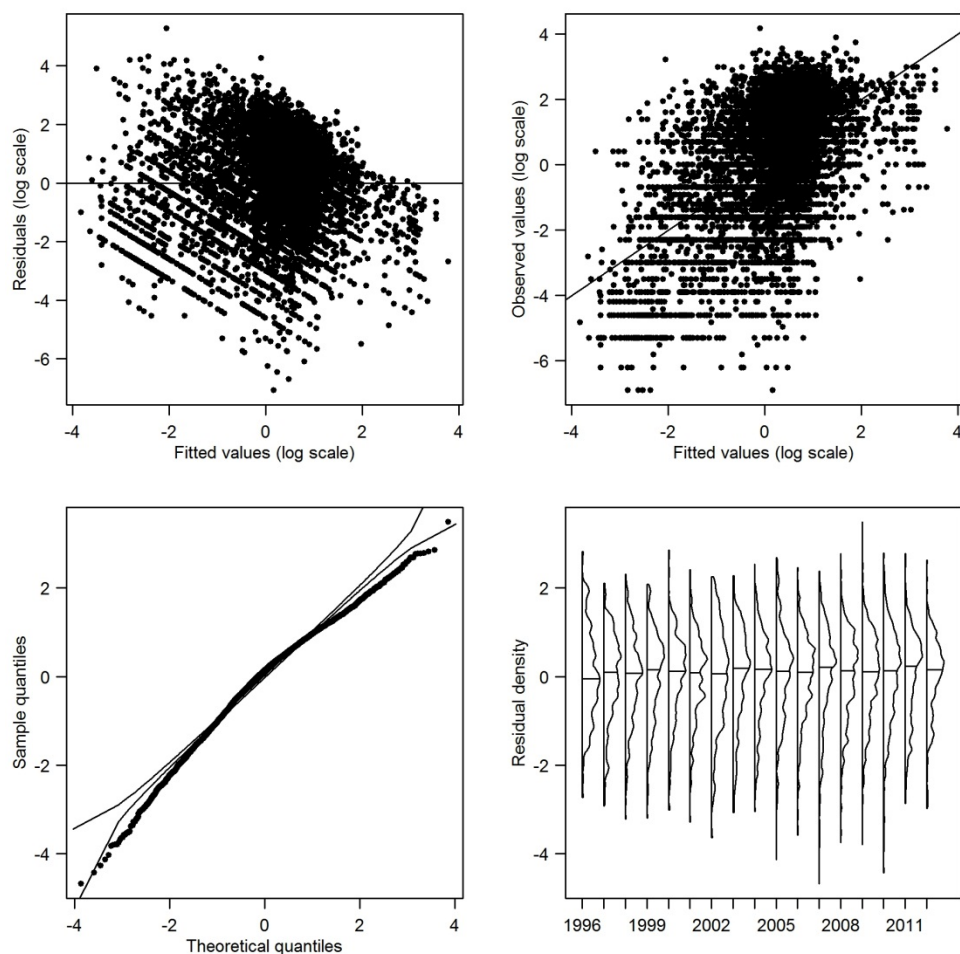 Residuals (log scale)
4
2
0
-2
-4
-6
-4 -2 0 2 4
Fitted values (log scale)
Observed values (log scale)
4
2
0
-2
-4
-6
-4 -2 0 2 4
Fitted values (log scale)
Sample quantiles
2
0
-2
-4
-4 -2 0 2 4
Theoretical quantiles
Residual density
2
0
-2
-4
1996 1999 2002 2005 2008 2011